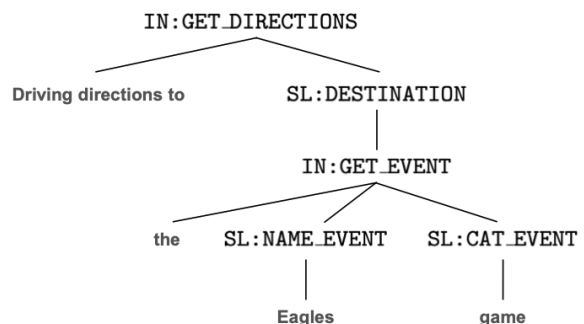 IN:GET_DIRECTIONS
Driving directions to SL:DESTINATION
IN:GET_EVENT
the SL:NAME_EVENT SL:CAT_EVENT
Eagles game